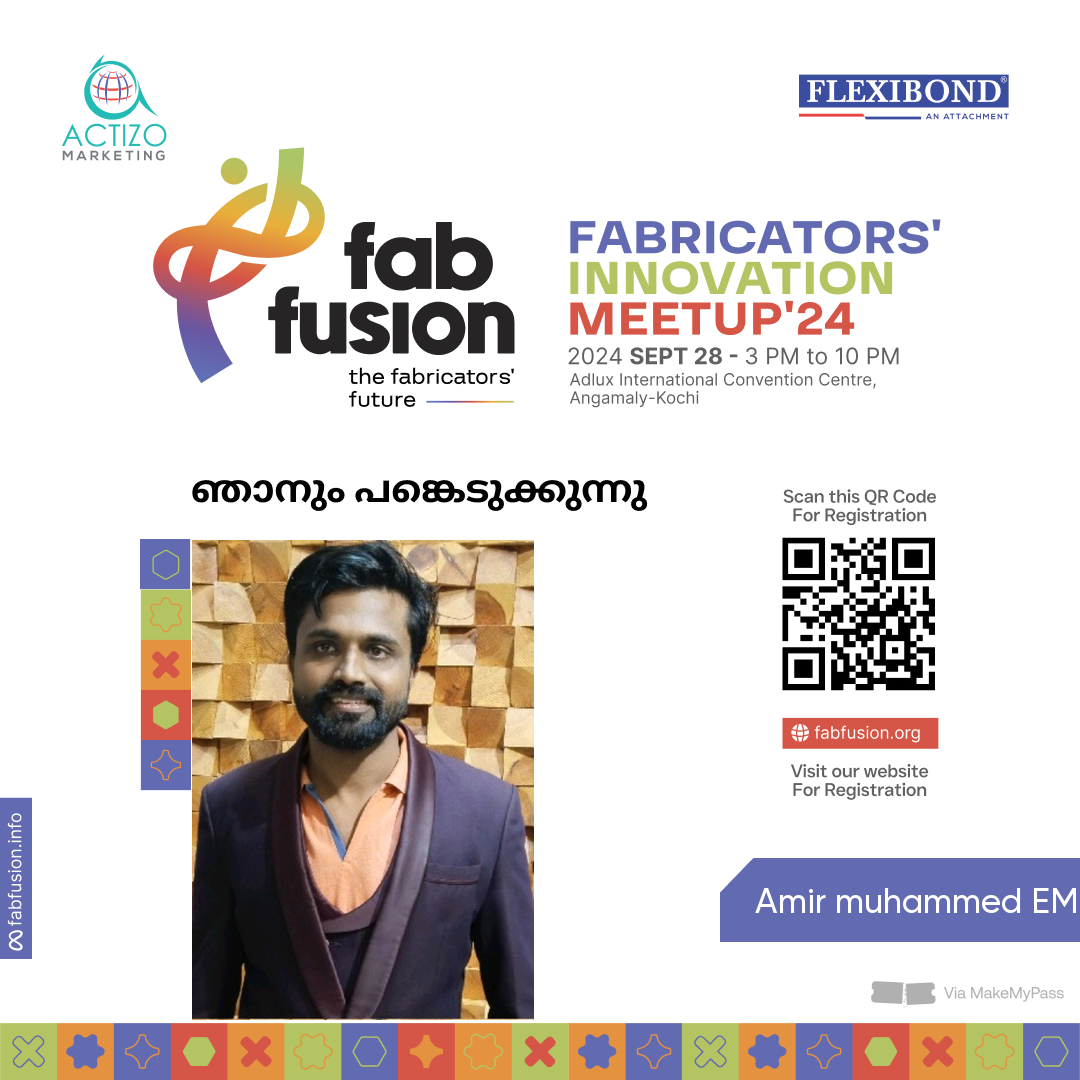 ACTIZO
MARKETING
FLEXIBOND®
AN ATTACHMENT
fab
fusion
the fabricators'
future
FABRICATORS'
INNOVATION
MEETUP'24
2024 SEPT 28 - 3 PM to 10 PM
Adlux International Convention Centre,
Angamaly-Kochi
ഞാനും പങ്കെടുക്കുന്നു
Scan this QR Code
For Registration
fabfusion.org
Visit our website
For Registration
fabfusion.info
Amir muhammed EM
Via MakeMyPass